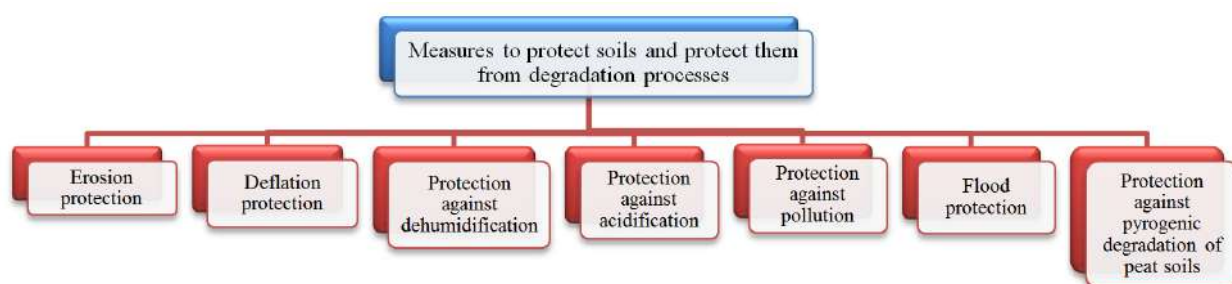 Measures to protect soils and protect them
from degradation processes
Erosion
protection
Deflation
protection
Protection
against
dehumidification
Protection
against
acidification
Protection
against
pollution
Flood
protection
Protection
against
pyrogenic
degradation of
peat soils